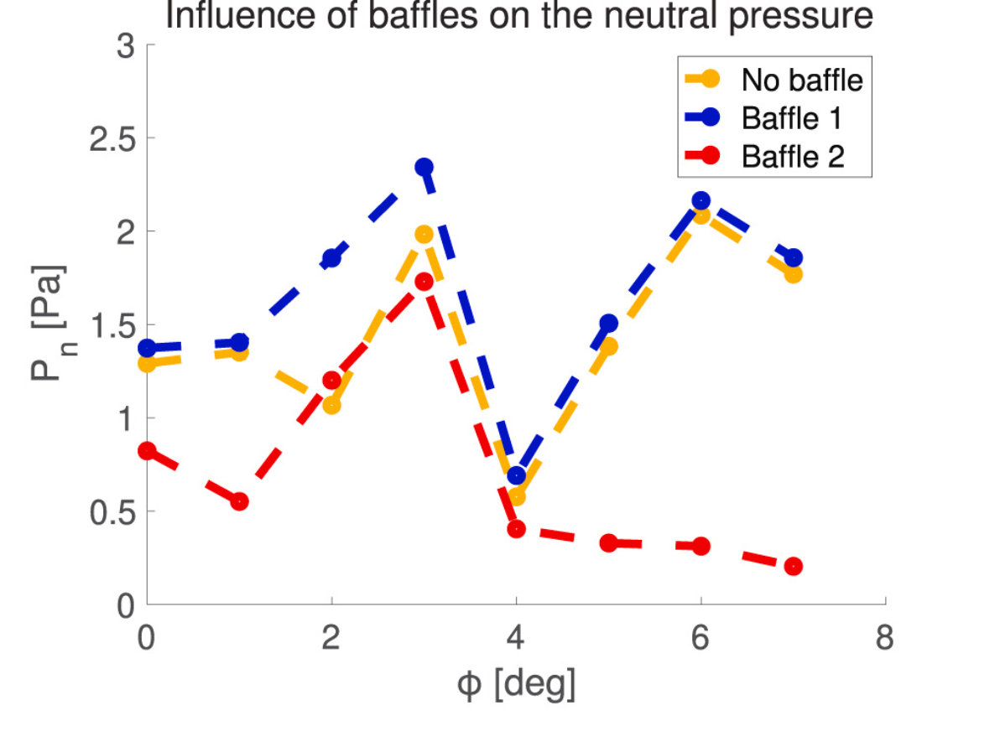 Influence of baffles on the neutral pressure
3
2.5
2
1.5
1
0.5
0
P_n [Pa]
No baffle
Baffle 1
Baffle 2
0 2 4 6 8
ϕ [deg]